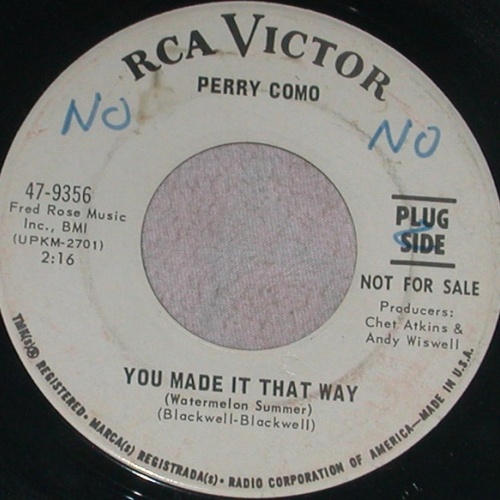 RCA VICTOR
PERRY COMO
NO
NO
47-9356
Fred Rose Music
Inc., BMI
(UPKM-2701)
2:16
PLUG
SIDE
NOT FOR SALE
Producers:
Chet Atkins &
Andy Wiswell
YOU MADE IT THAT WAY
(Watermelon Summer)
(Blackwell-Blackwell)
TMK(s)® REGISTERED • MARCA(s) REGISTRADA(s) • RADIO CORPORATION OF AMERICA—MADE IN U.S.A.